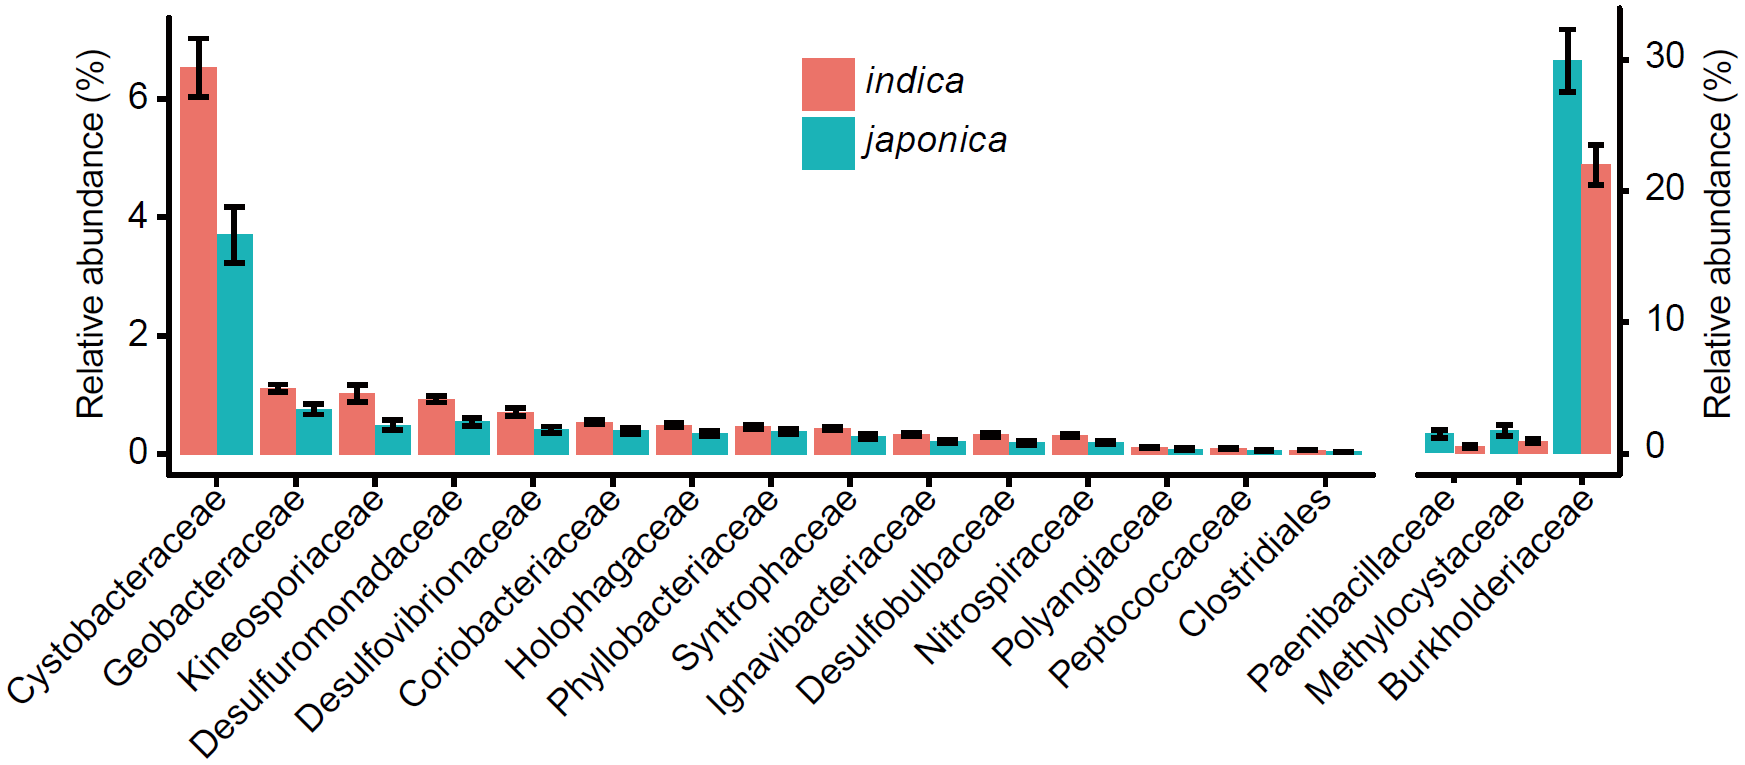 Relative abundance (%)
6
4
2
0
indica
japonica
30
20
10
0
Relative abundance (%)
Cystobacteraceae
Geobacteraceae
Kineosporiaceae
Desulfuromonadaceae
Desulfovibrionaceae
Coriobacteriaceae
Holophagaceae
Phyllobacteriaceae
Syntrophaceae
Ignavibacteriaceae
Desulfobulbaceae
Nitrospiraceae
Polyangiaceae
Peptococcaceae
Clostridiales
Paenibacillaceae
Methylocystaceae
Burkholderiaceae